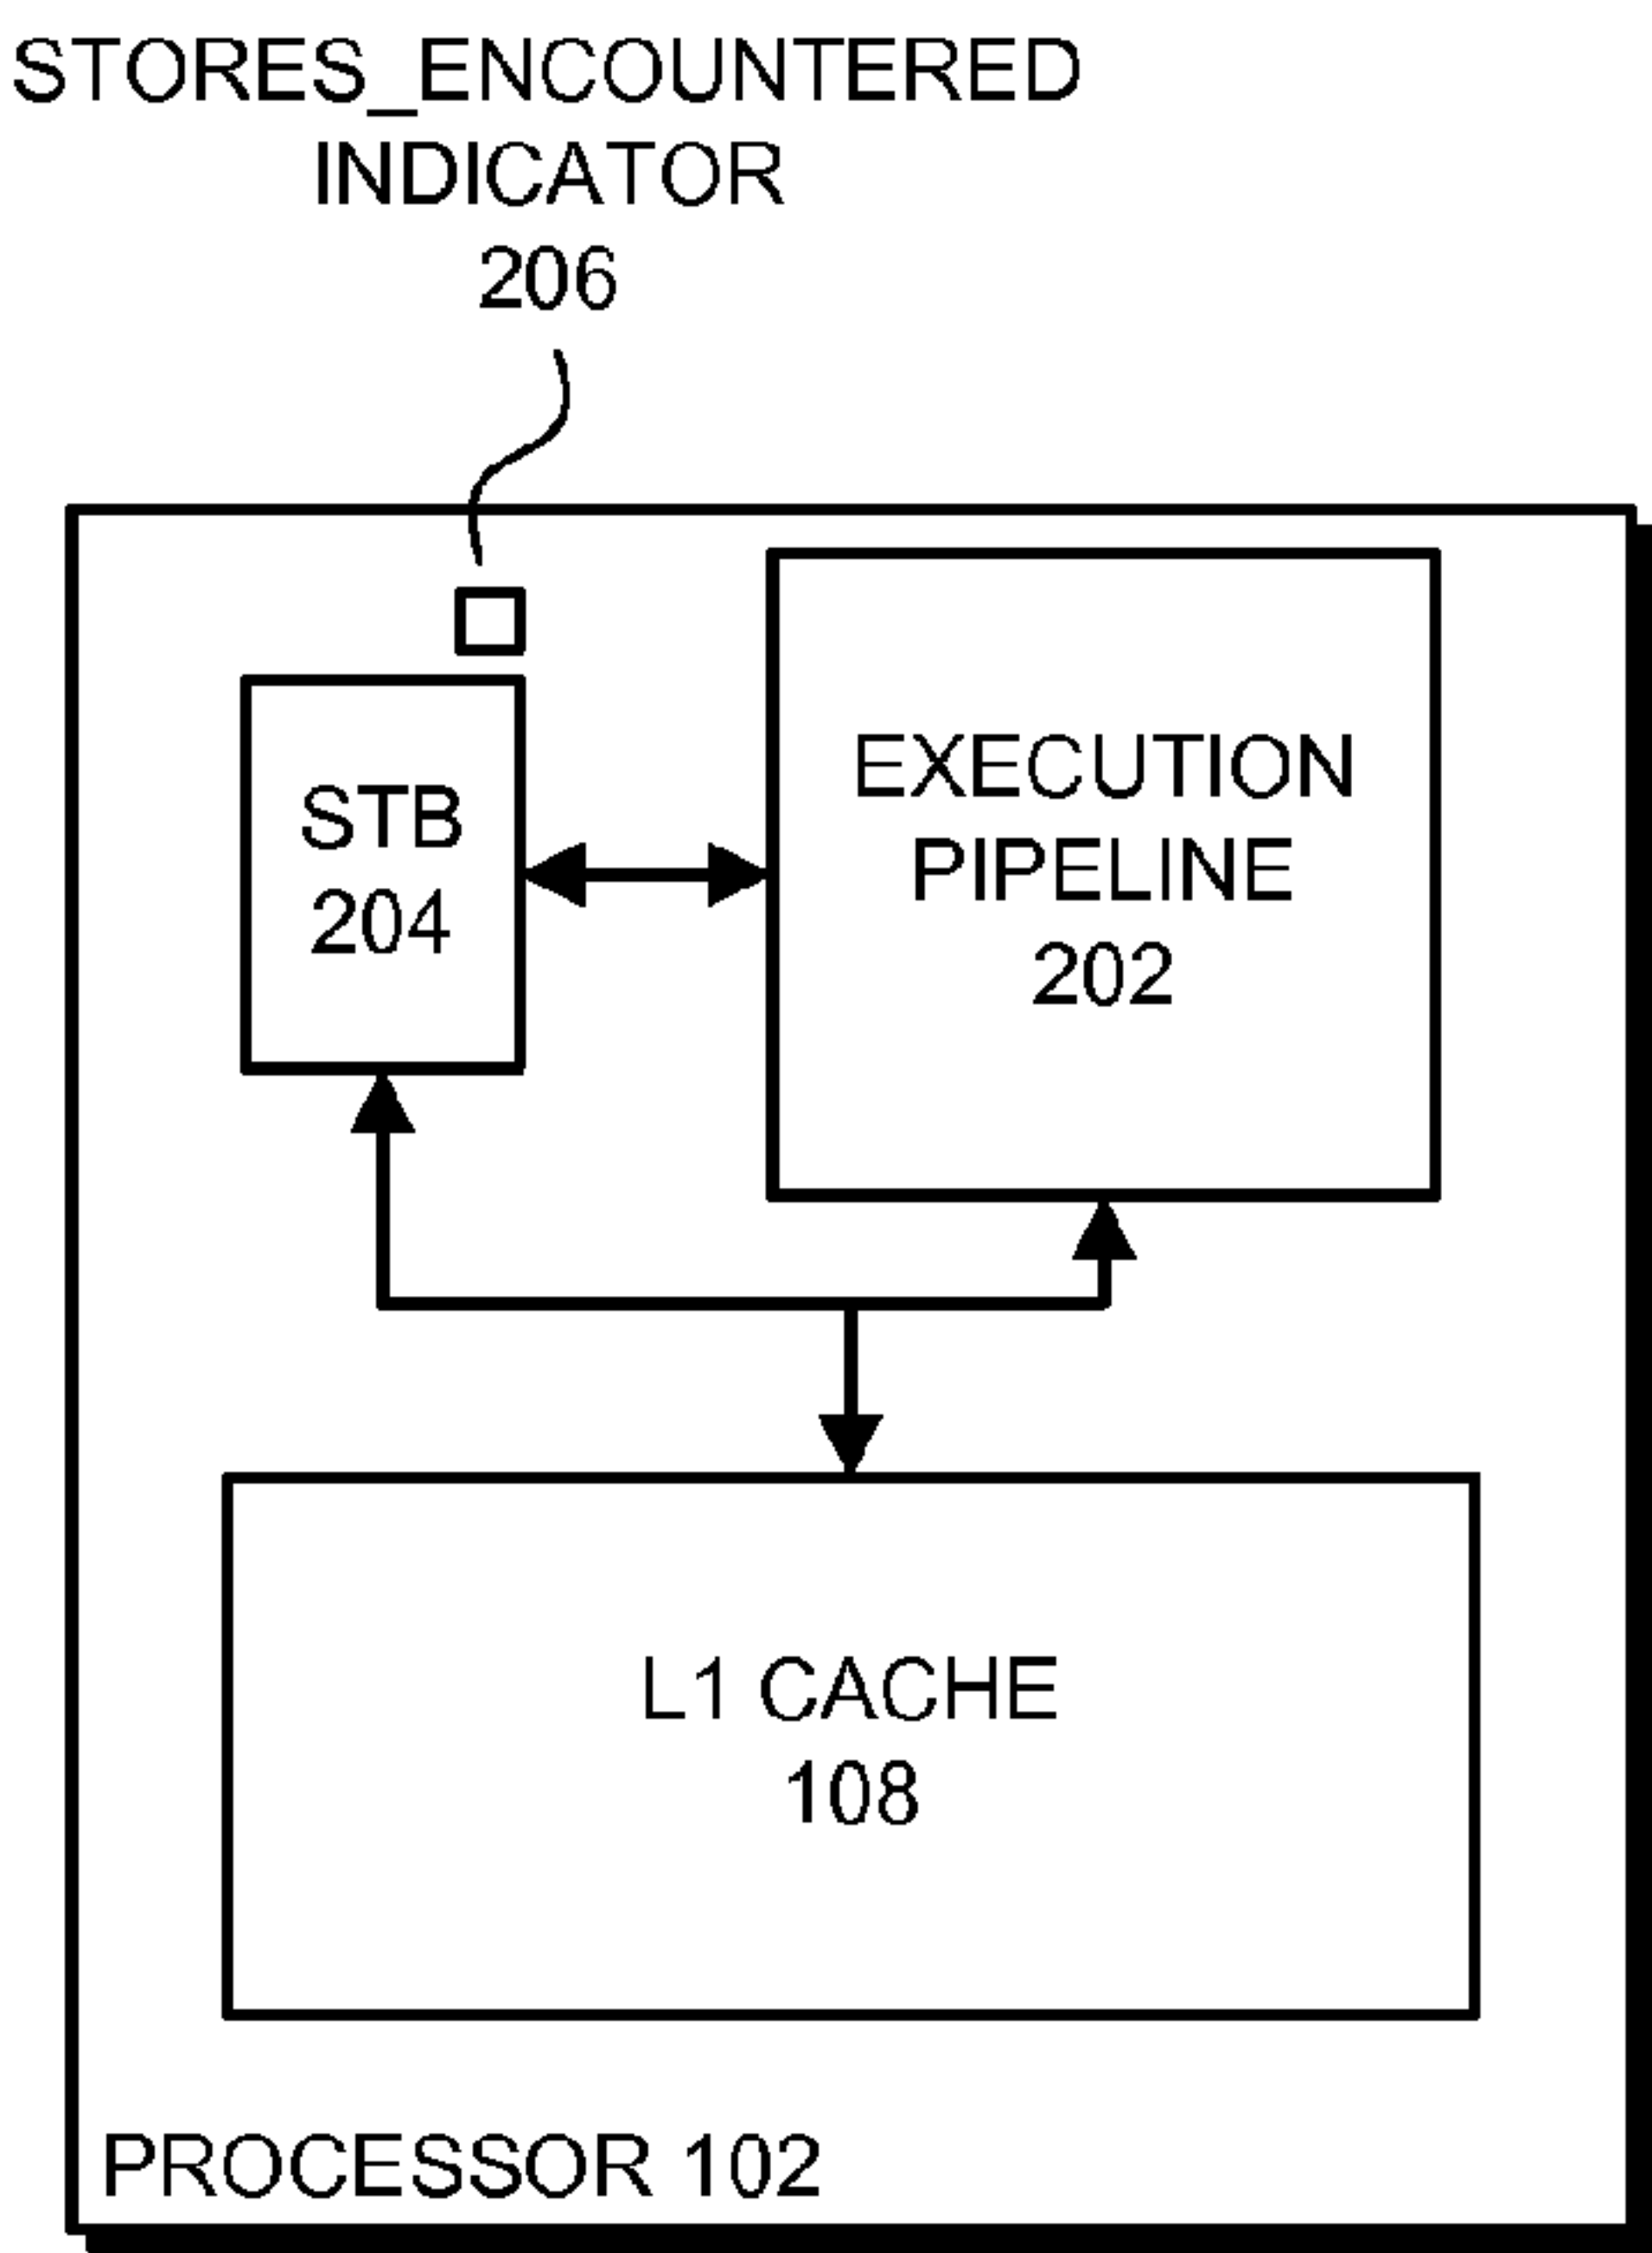 STORES_ENCOUNTERED
INDICATOR
206
STB
204
EXECUTION
PIPELINE
202
L1 CACHE
108
PROCESSOR 102